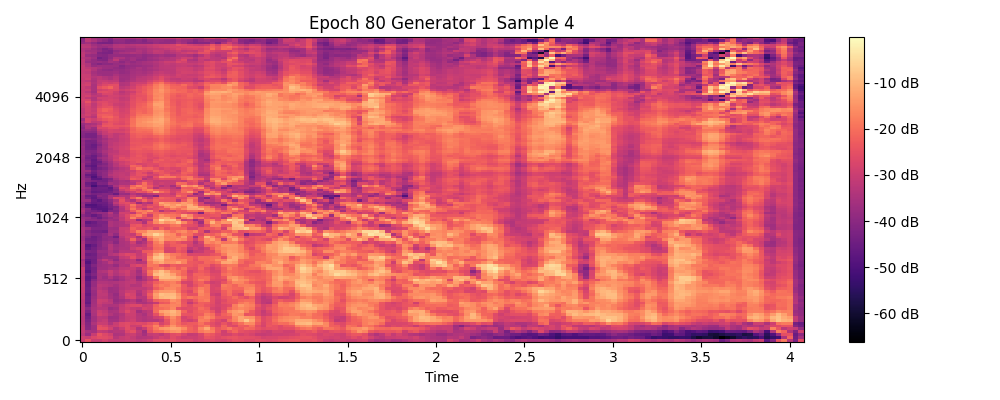 Epoch 80 Generator 1 Sample 4
Hz
4096
2048
1024
512
0
0
0.5
1
1.5
2
2.5
3
3.5
4
Time
-10 dB
-20 dB
-30 dB
-40 dB
-50 dB
-60 dB